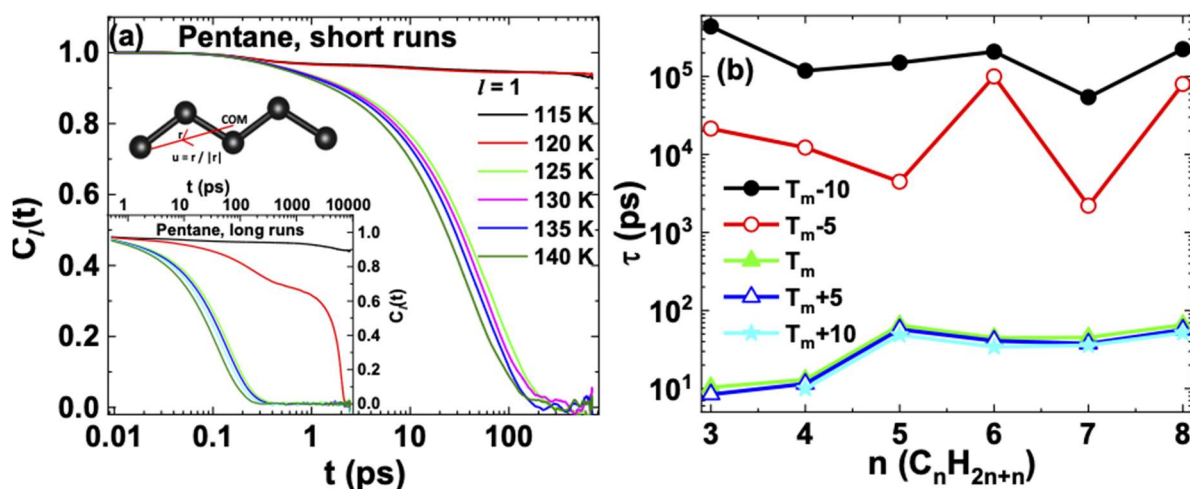 (a) Pentane, short runs
l = 1
115 K
120 K
125 K
130 K
135 K
140 K
COM
r
u = r / |r|
t (ps)
1 10 100 1000 10000
Pentane, long runs
1.0
0.8
0.6
0.4
0.2
0.0
C_l(t)
1.0
0.8
0.6
0.4
0.2
0.0
C_l(t)
0.01 0.1 1 10 100
t (ps)
(b)
10^5
10^4
10^3
10^2
10^1
τ (ps)
T_m-10
T_m-5
T_m
T_m+5
T_m+10
3 4 5 6 7 8
n (C_nH_{2n+n})